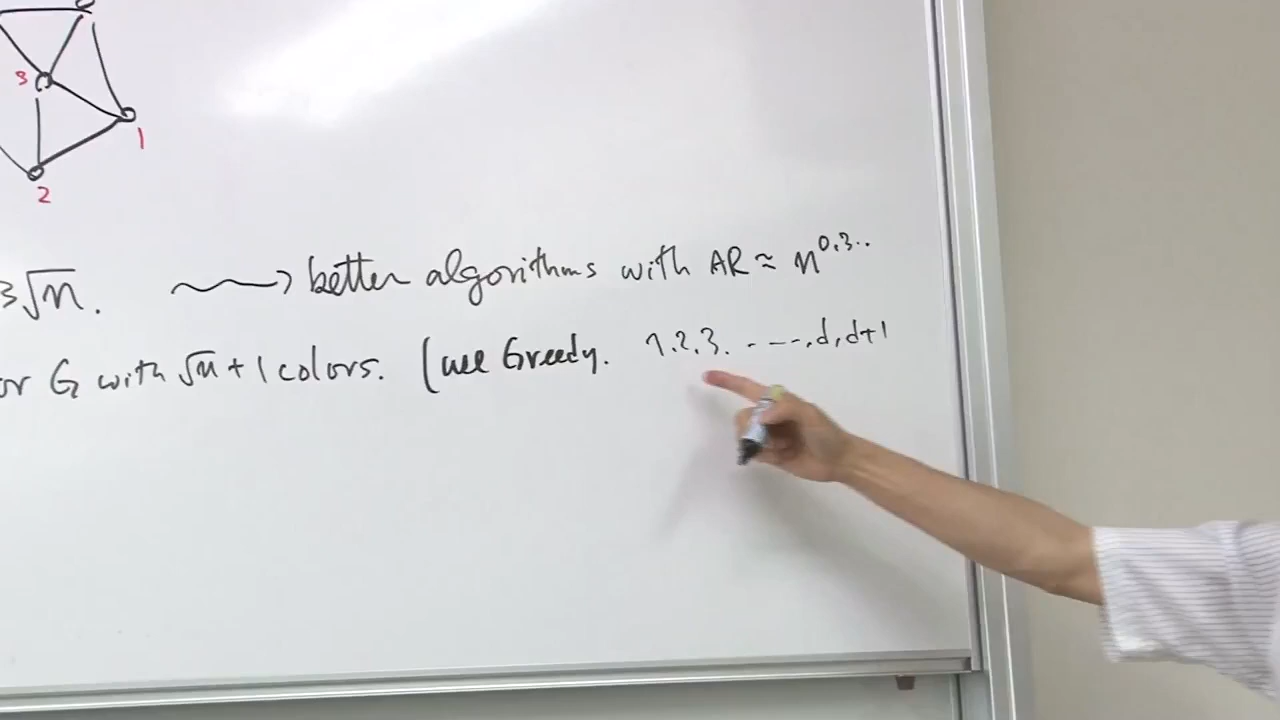 3
1
2
3√n. ⟿ better algorithms with AR ≈ n^0.3..
or G with √n + 1 colors. (use Greedy. 1.2.3. - - - -, d, d+1